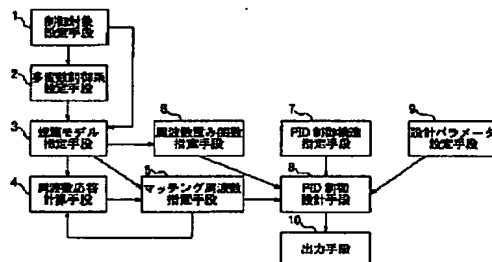 1
制御対象
設定手段
2
多変数制御系
設定手段
3
規範モデル
指定手段
4
周波数応答
計算手段
5
マッチング周波数
指定手段
6
周波数重み関数
指定手段
7
PID制御構造
指定手段
8
PID制御
設計手段
9
設計パラメータ
設定手段
10
出力手段